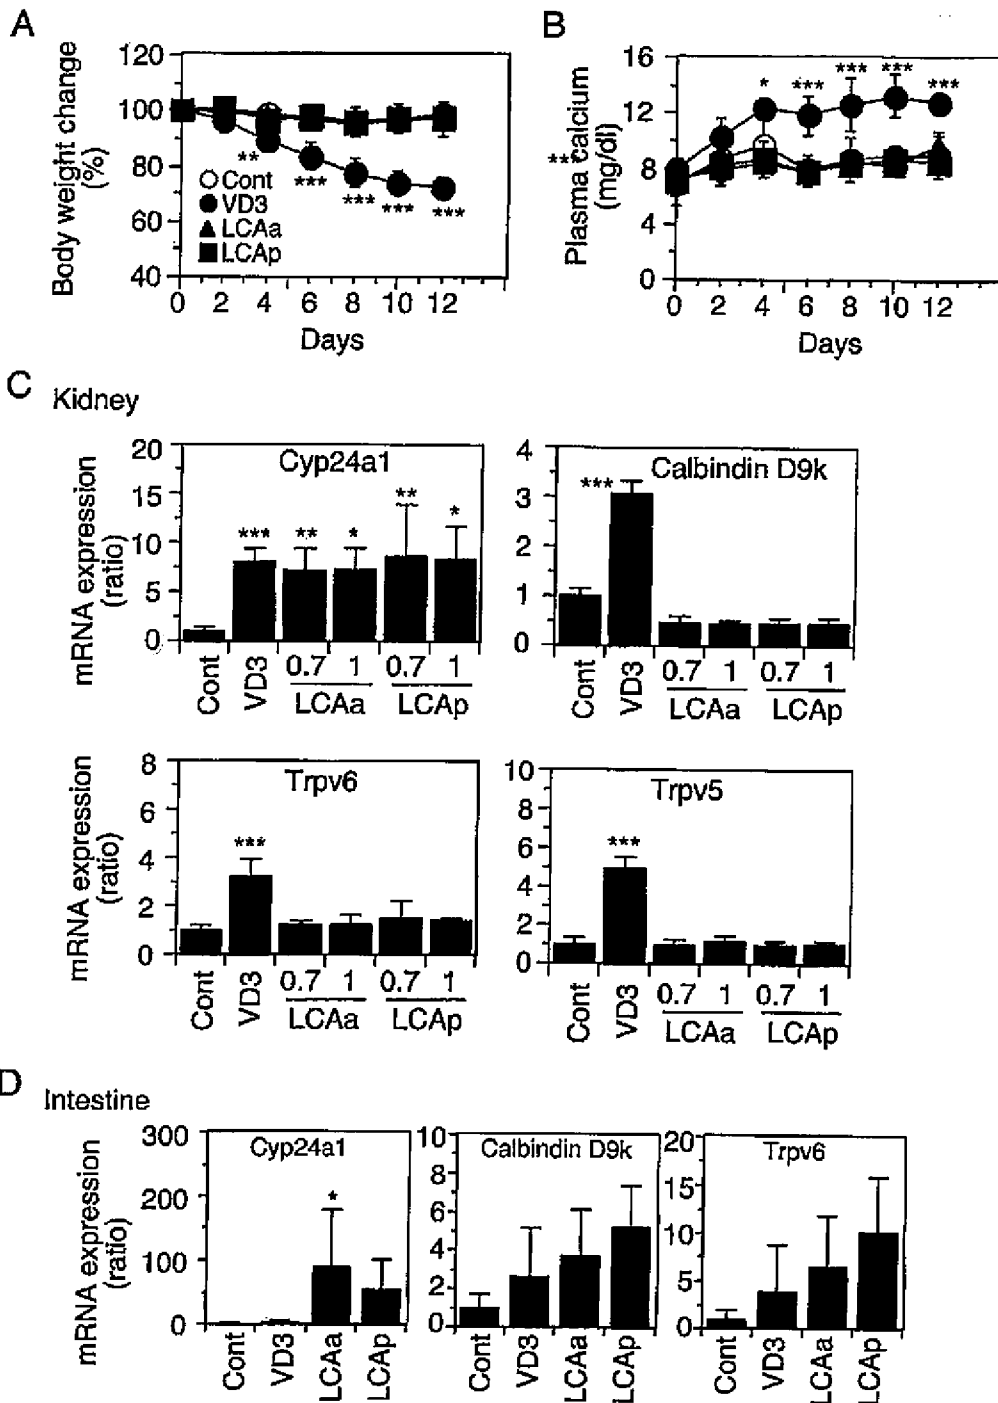 A
Body weight change
(%)
120
100
80
60
40
**
***
***
***
***
Cont
VD3
LCAa
LCAp
0 2 4 6 8 10 12
Days
B
Plasma calcium
(mg/dl)
16
12
8
4
0
***
*
***
***
***
***
0 2 4 6 8 10 12
Days
C
Kidney
mRNA expression
(ratio)
20
15
10
5
0
Cyp24a1
***
**
*
**
*
Cont
VD3
0.7 1
LCAa
0.7 1
LCAp
4
3
2
1
0
Calbindin D9k
***
Cont
VD3
0.7 1
LCAa
0.7 1
LCAp
mRNA expression
(ratio)
8
6
4
2
0
Trpv6
***
Cont
VD3
0.7 1
LCAa
0.7 1
LCAp
10
8
6
4
2
0
Trpv5
***
Cont
VD3
0.7 1
LCAa
0.7 1
LCAp
D
Intestine
mRNA expression
(ratio)
300
200
100
0
Cyp24a1
*
Cont
VD3
LCAa
LCAp
10
8
6
4
2
0
Calbindin D9k
Cont
VD3
LCAa
LCAp
20
15
10
5
0
Trpv6
Cont
VD3
LCAa
LCAp